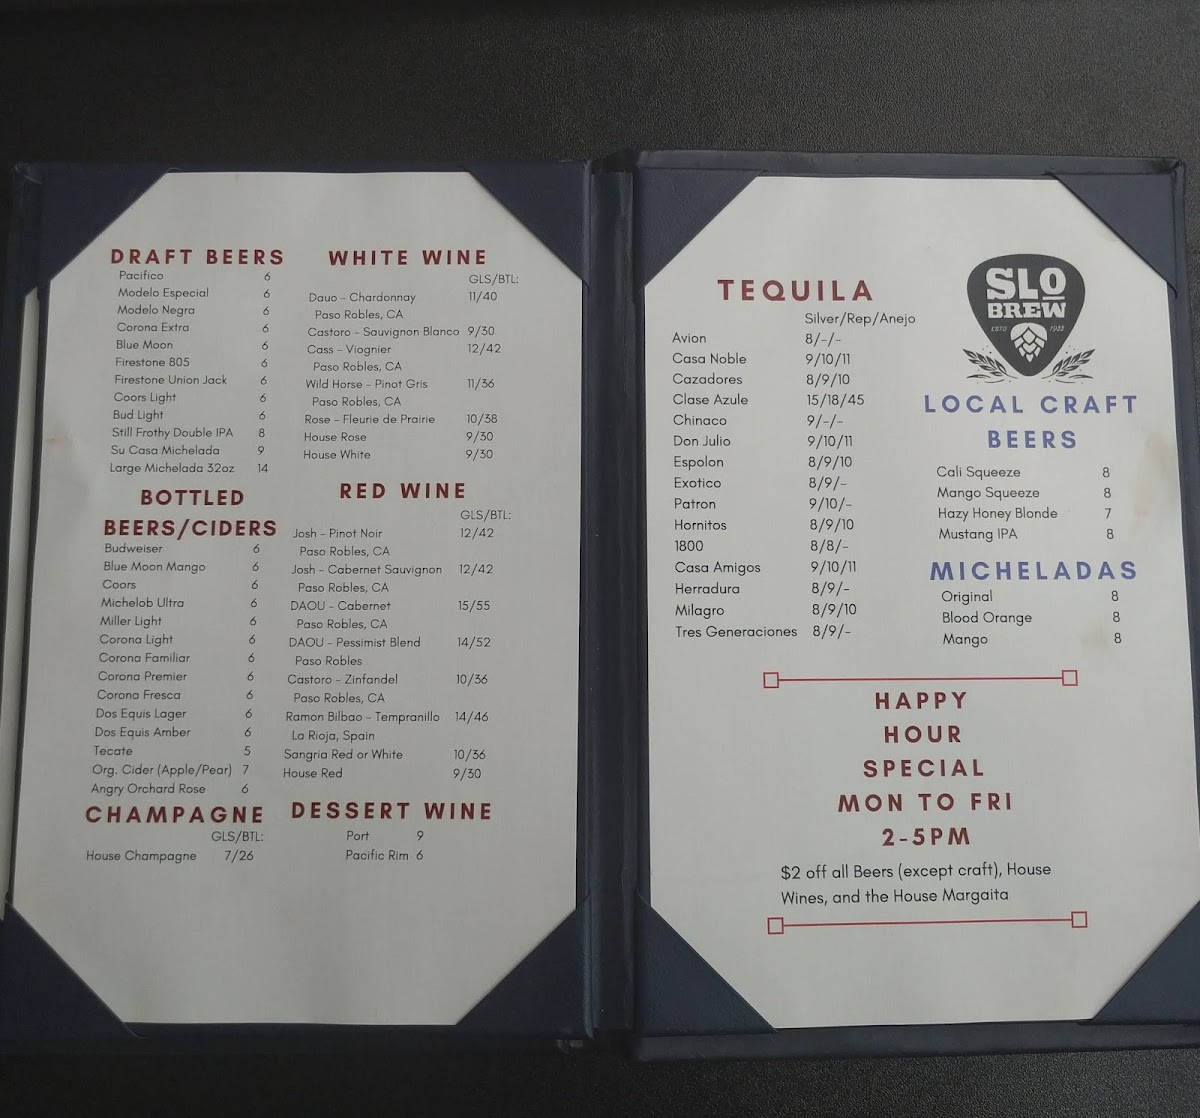 DRAFT BEERS
Pacifico 6
Modelo Especial 6
Modelo Negra 6
Corona Extra 6
Blue Moon 6
Firestone 805 6
Firestone Union Jack 6
Coors Light 6
Bud Light 6
Still Frothy Double IPA 8
Su Casa Michelada 9
Large Michelada 32oz 14
BOTTLED
BEERS/CIDERS
Budweiser 6
Blue Moon Mango 6
Coors 6
Michelob Ultra 6
Miller Light 6
Corona Light 6
Corona Familiar 6
Corona Premier 6
Corona Fresca 6
Dos Equis Lager 6
Dos Equis Amber 6
Tecate 5
Org. Cider (Apple/Pear) 7
Angry Orchard Rose 6
CHAMPAGNE
GLS/BTL:
House Champagne 7/26
WHITE WINE
GLS/BTL:
Dauo - Chardonnay 11/40
Paso Robles, CA
Castoro - Sauvignon Blanco 9/30
Cass - Viognier 12/42
Paso Robles, CA
Wild Horse - Pinot Gris 11/36
Paso Robles, CA
Rose - Fleurie de Prairie 10/38
House Rose 9/30
House White 9/30
RED WINE
GLS/BTL:
Josh - Pinot Noir 12/42
Paso Robles, CA
Josh - Cabernet Sauvignon 12/42
Paso Robles, CA
DAOU - Cabernet 15/55
Paso Robles, CA
DAOU - Pessimist Blend 14/52
Paso Robles
Castoro - Zinfandel 10/36
Paso Robles, CA
Ramon Bilbao - Tempranillo 14/46
La Rioja, Spain
Sangria Red or White 10/36
House Red 9/30
DESSERT WINE
Port 9
Pacific Rim 6
TEQUILA
Silver/Rep/Anejo
Avion 8/-/-
Casa Noble 9/10/11
Cazadores 8/9/10
Clase Azule 15/18/45
Chinaco 9/-/-
Don Julio 9/10/11
Espolon 8/9/10
Exotico 8/9/-
Patron 9/10/-
Hornitos 8/9/10
1800 8/8/-
Casa Amigos 9/10/11
Herradura 8/9/-
Milagro 8/9/10
Tres Generaciones 8/9/-
SLO
BREW
ESTD 1988
LOCAL CRAFT
BEERS
Cali Squeeze 8
Mango Squeeze 8
Hazy Honey Blonde 7
Mustang IPA 8
MICHELADAS
Original 8
Blood Orange 8
Mango 8
HAPPY
HOUR
SPECIAL
MON TO FRI
2-5PM
$2 off all Beers (except craft), House
Wines, and the House Margaita